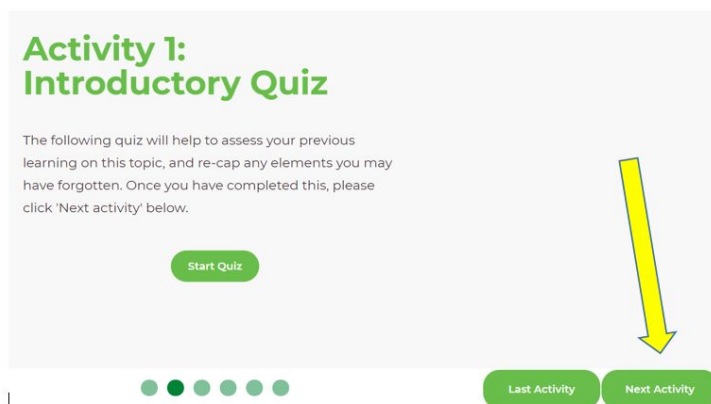 Activity 1:
Introductory Quiz
The following quiz will help to assess your previous
learning on this topic, and re-cap any elements you may
have forgotten. Once you have completed this, please
click 'Next activity' below.
Start Quiz
Last Activity
Next Activity